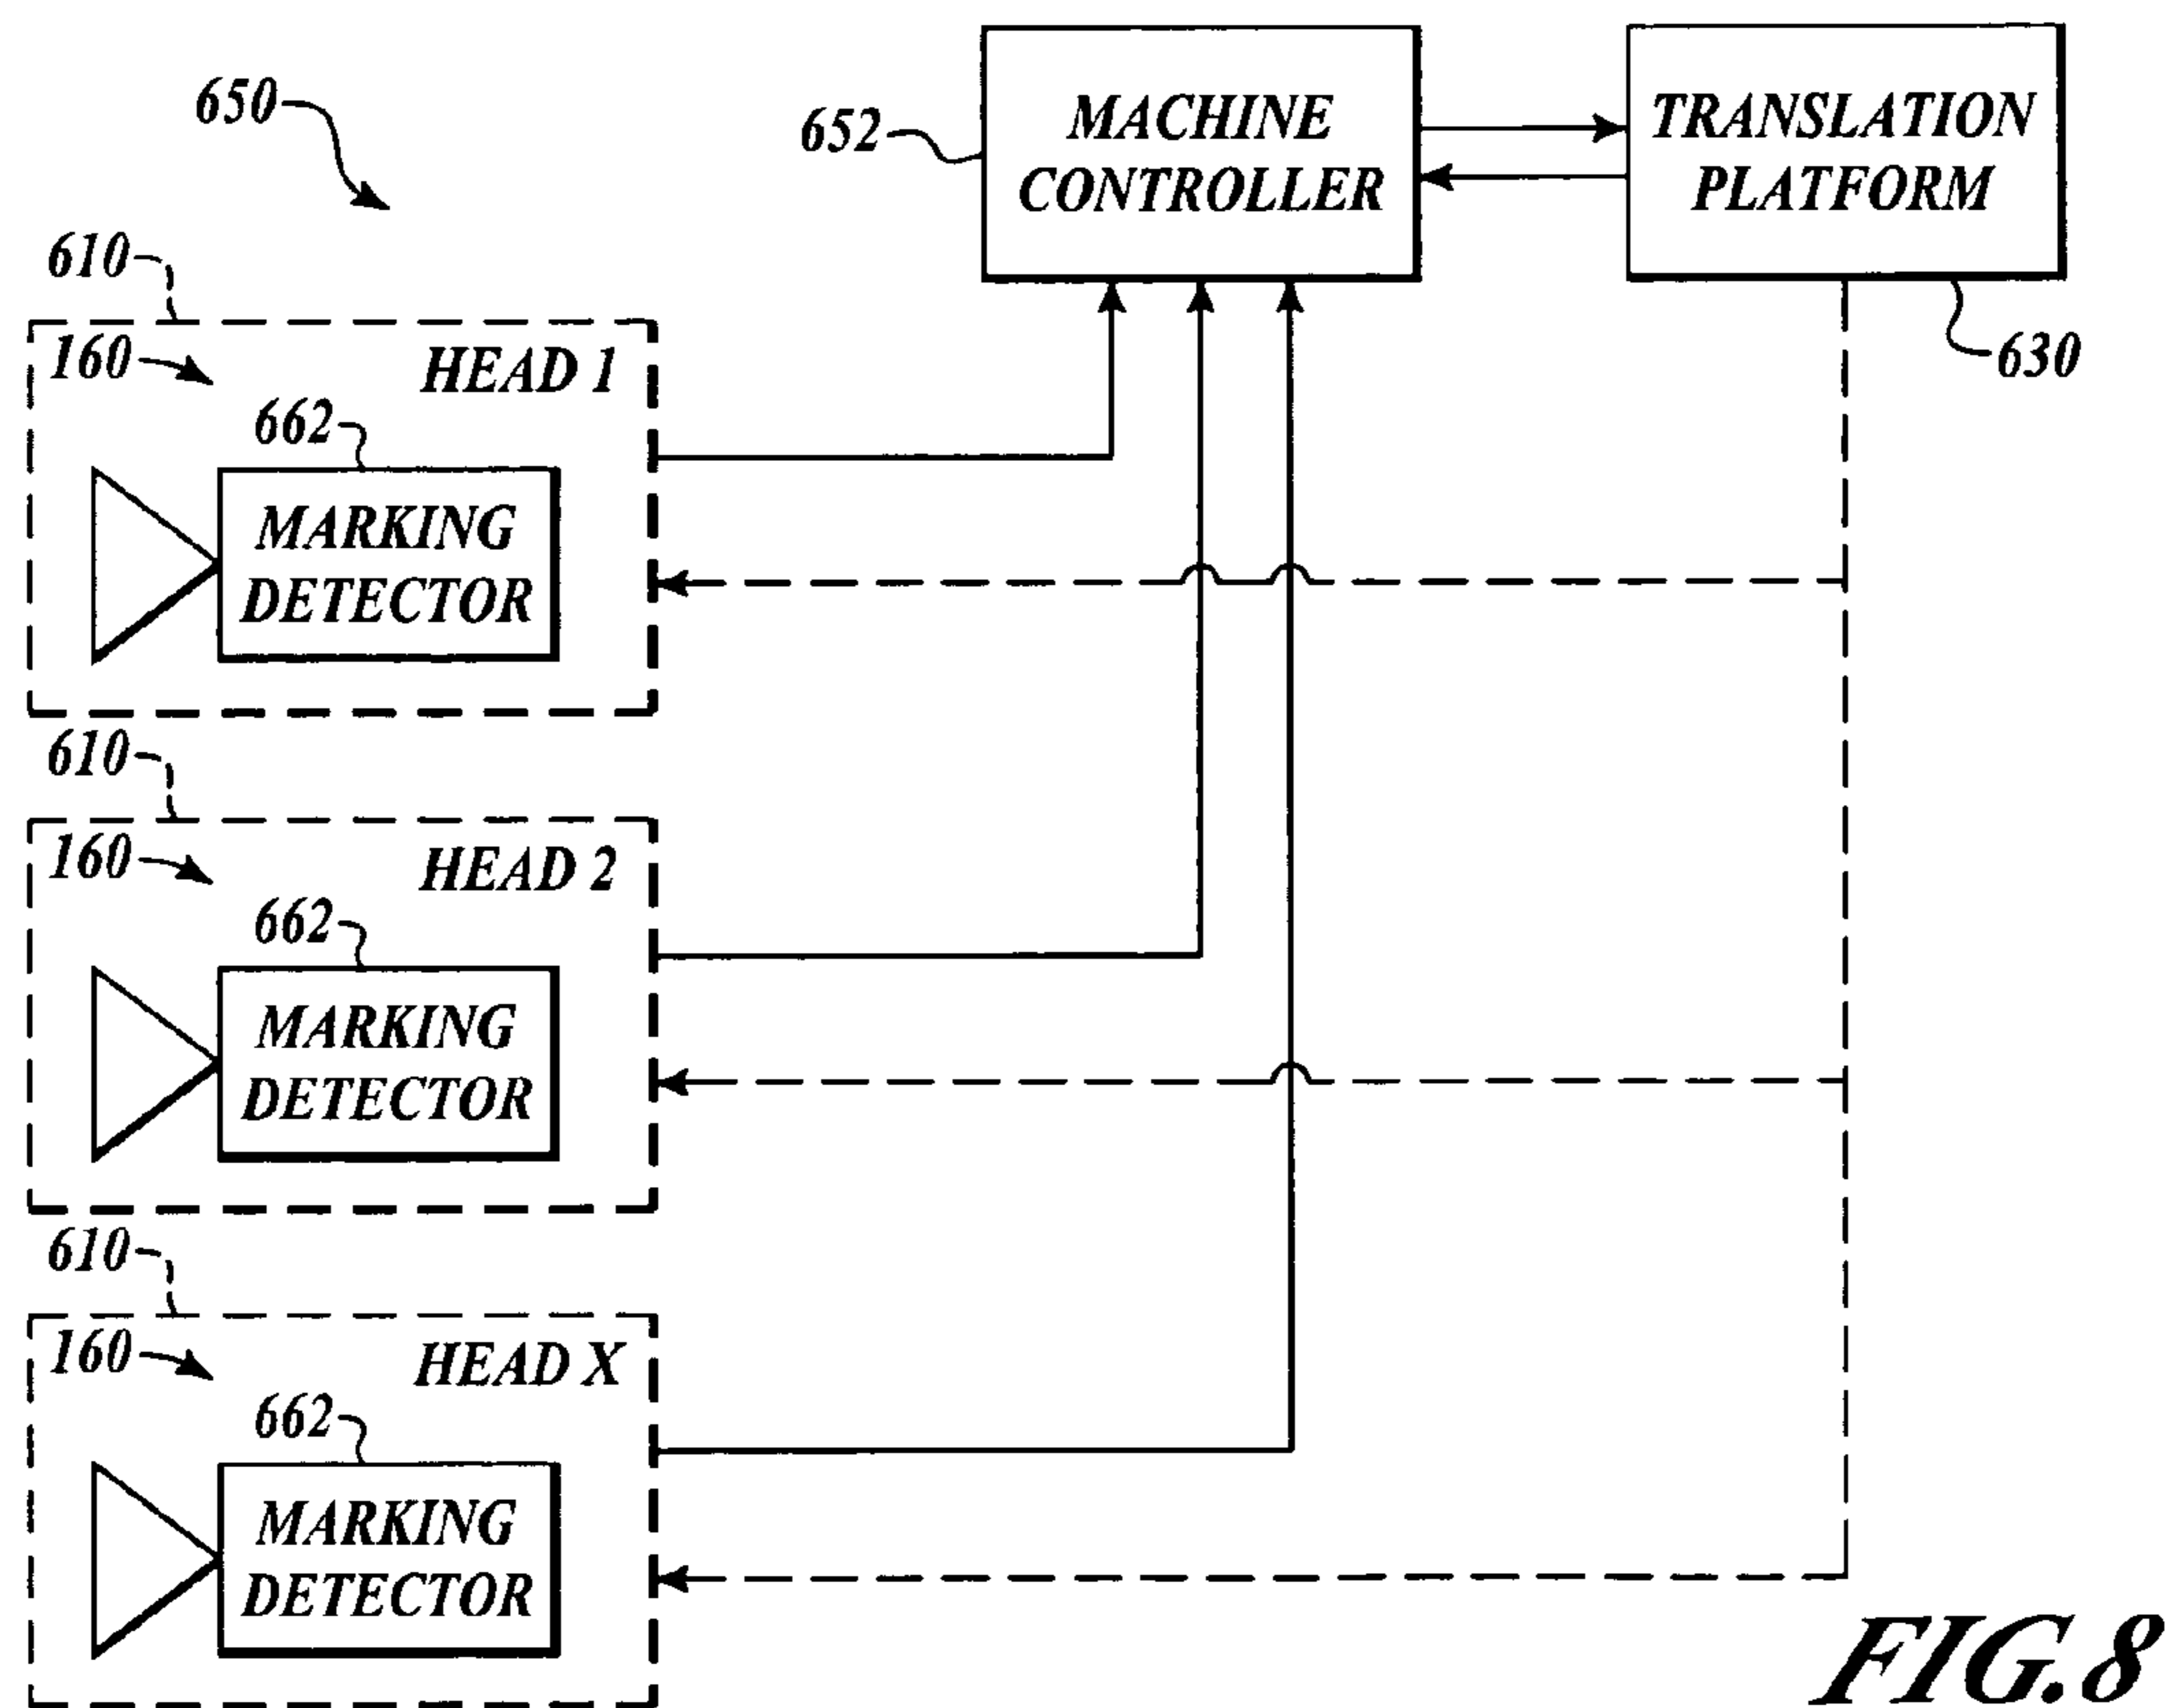 650
652
MACHINE
CONTROLLER
TRANSLATION
PLATFORM
630
610
160
HEAD 1
662
MARKING
DETECTOR
610
160
HEAD 2
662
MARKING
DETECTOR
610
160
HEAD X
662
MARKING
DETECTOR
FIG.8